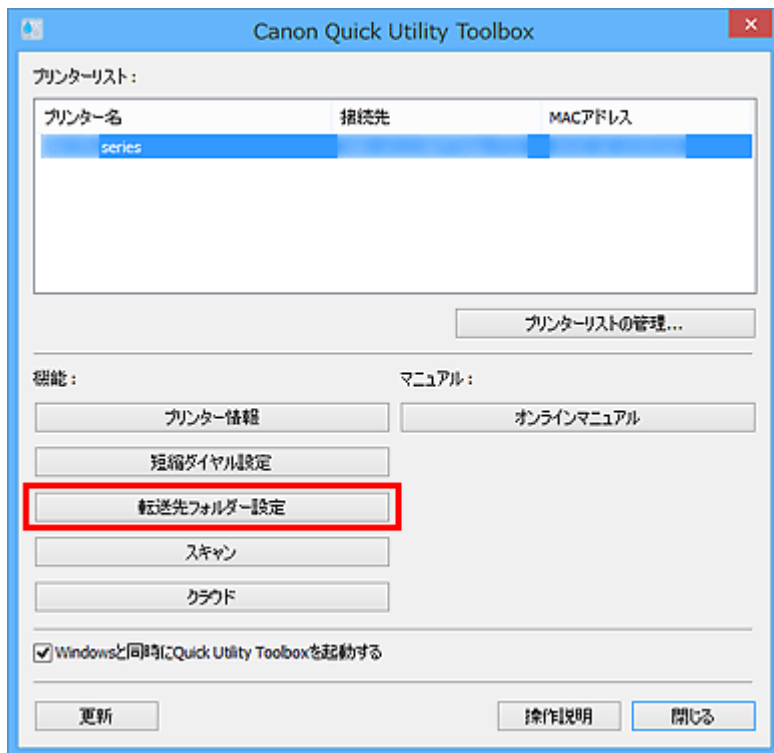 Canon Quick Utility Toolbox
プリンターリスト：
プリンター名 接続先 MACアドレス
series
プリンターリストの管理...
機能： マニュアル：
プリンター情報 オンラインマニュアル
短縮ダイヤル設定
転送先フォルダー設定
スキャン
クラウド
Windowsと同時にQuick Utility Toolboxを起動する
更新 操作説明 閉じる